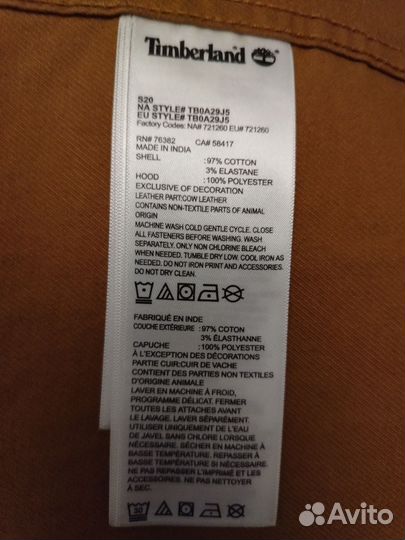 Timberland
S20
NA STYLE# TB0A29J5
EU STYLE# TB0A29J5
Factory Codes: NA# 721260 EU# 721260
RN# 76382 CA# 58417
MADE IN INDIA
SHELL :97% COTTON
3% ELASTANE
HOOD :100% POLYESTER
EXCLUSIVE OF DECORATION
LEATHER PART:COW LEATHER
CONTAINS NON-TEXTILE PARTS OF ANIMAL
ORIGIN
MACHINE WASH COLD GENTLE CYCLE. CLOSE
ALL FASTENERS BEFORE WASHING. WASH
SEPARATELY. ONLY NON CHLORINE BLEACH
WHEN NEEDED. TUMBLE DRY LOW. COOL IRON AS
NEEDED. DO NOT IRON PRINT AND ACCESSORIES.
DO NOT DRY CLEAN.
FABRIQUÉ EN INDE
COUCHE EXTÉRIEURE :97% COTON
3% ÉLASTHANNE
CAPUCHE :100% POLYESTER
À L'EXCEPTION DES DÉCORATIONS
PARTIE CUIR:CUIR DE VACHE
CONTIENT DES PARTIES NON TEXTILES
D'ORIGINE ANIMALE
LAVER EN MACHINE À FROID,
PROGRAMME DÉLICAT. FERMER
TOUTES LES ATTACHES AVANT
LE LAVAGE. LAVER SÉPARÉMENT.
UTILISER UNIQUEMENT DE L'EAU
DE JAVEL SANS CHLORE LORSQUE
NÉCESSAIRE. SÉCHER EN MACHINE À
BASSE TEMPÉRATURE. REPASSER À
BASSE TEMPÉRATURE SI BESOIN EST.
NE PAS REPASSER L'IMPRIMÉ ET LES
ACCESSOIRES. NE PAS NETTOYER
À SEC.
30
Avito